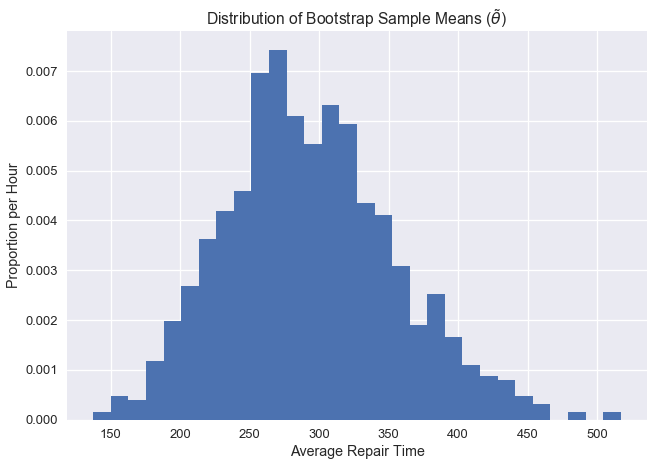 Distribution of Bootstrap Sample Means (θ̃)
Proportion per Hour
0.007
0.006
0.005
0.004
0.003
0.002
0.001
0.000
150 200 250 300 350 400 450 500
Average Repair Time